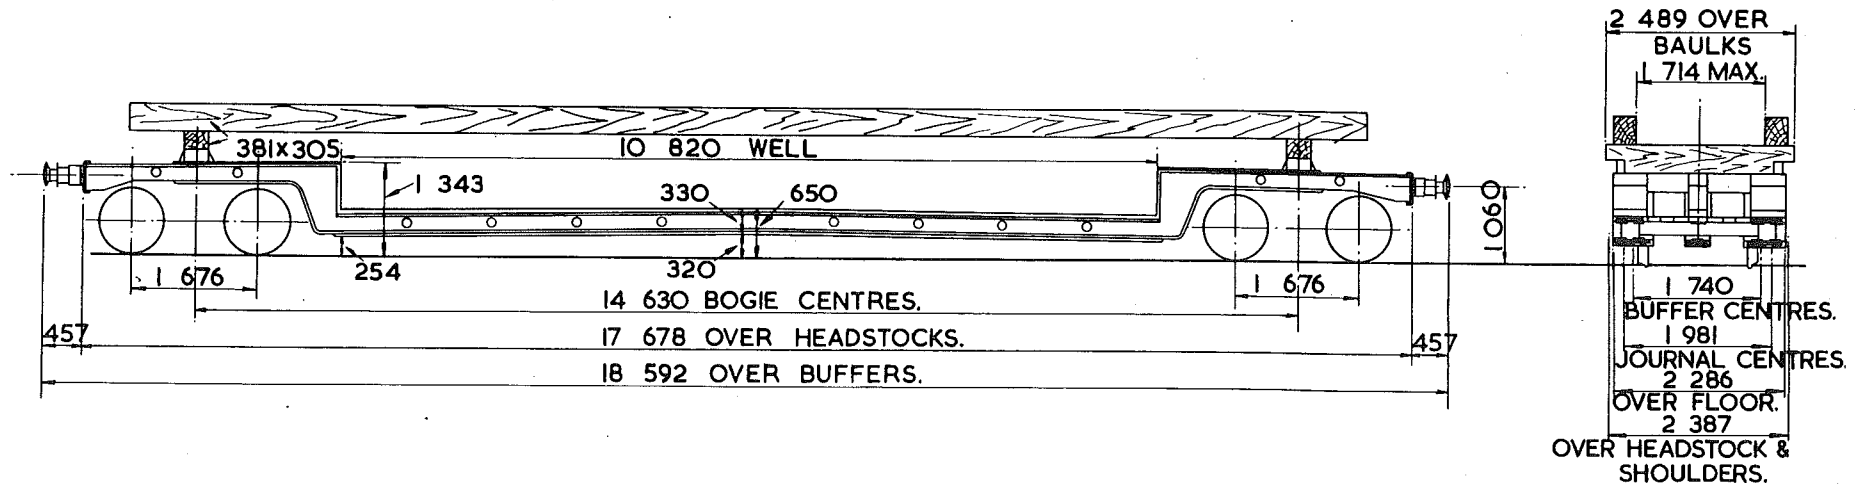 2 489 OVER
BAULKS
1 714 MAX.
381x305
10 820 WELL
1 343
330
650
1060
254
320
1 676
1 676
14 630 BOGIE CENTRES.
1 740
BUFFER CENTRES.
457
17 678 OVER HEADSTOCKS.
457
1 981
JOURNAL CENTRES.
18 592 OVER BUFFERS.
2 286
OVER FLOOR.
2 387
OVER HEADSTOCK &
SHOULDERS.